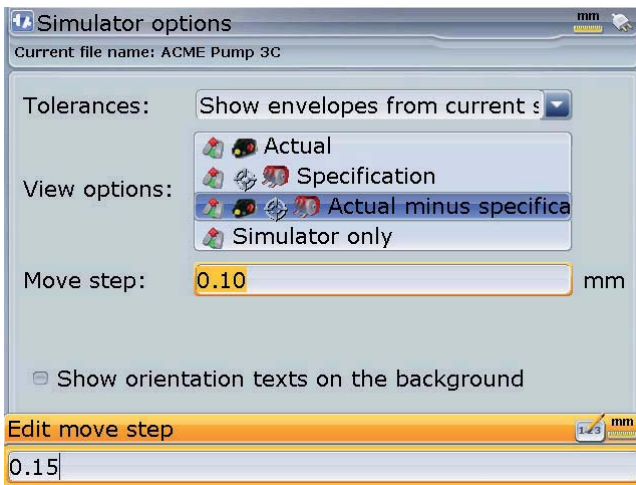 Simulator options
mm
Current file name: ACME Pump 3C
Tolerances: Show envelopes from current s
View options:
Actual
Specification
Actual minus specifica
Simulator only
Move step: 0.10 mm
Show orientation texts on the background
Edit move step
123 mm
0.15